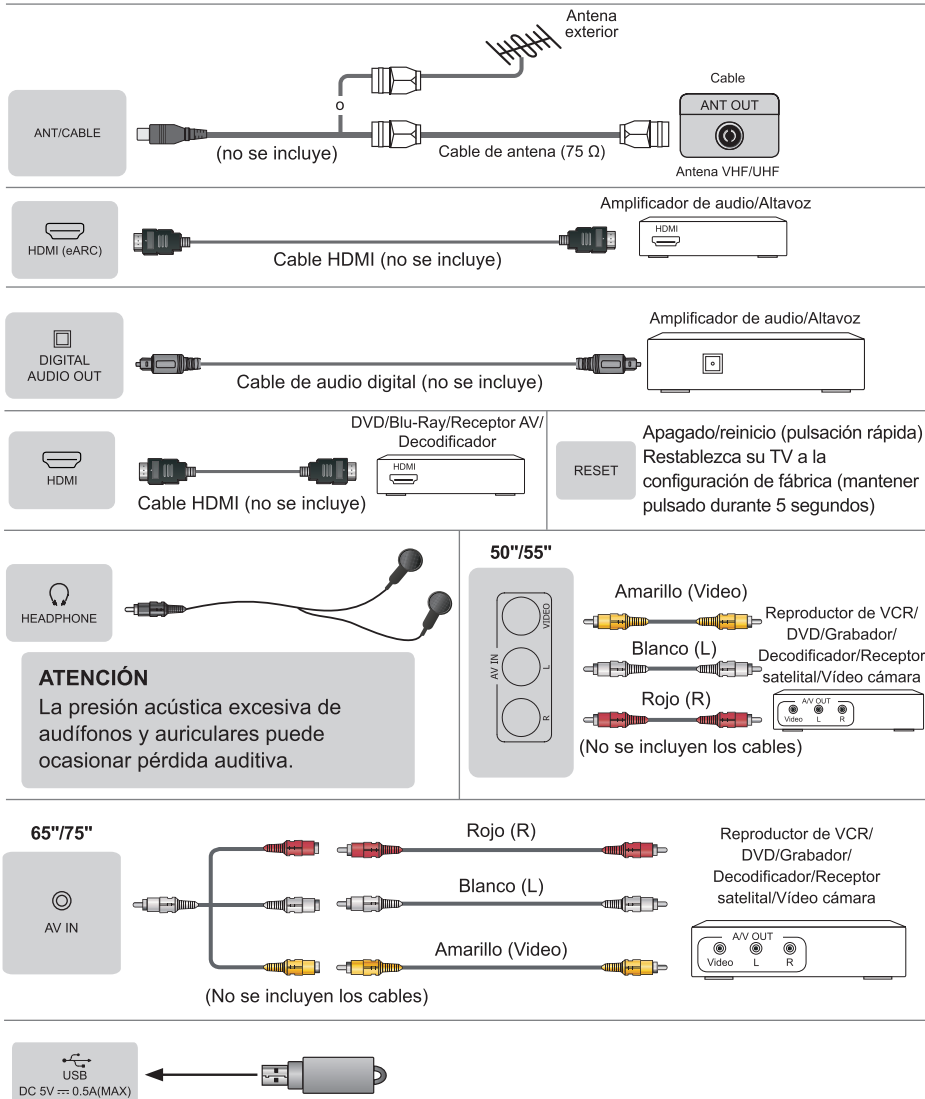 Antena
exterior
Cable
ANT OUT
o
ANT/CABLE
(no se incluye)
Cable de antena (75 Ω)
Antena VHF/UHF
Amplificador de audio/Altavoz
HDMI
HDMI (eARC)
Cable HDMI (no se incluye)
Amplificador de audio/Altavoz
DIGITAL
AUDIO OUT
Cable de audio digital (no se incluye)
DVD/Blu-Ray/Receptor AV/
Decodificador
HDMI
HDMI
Cable HDMI (no se incluye)
RESET
Apagado/reinicio (pulsación rápida)
Restablezca su TV a la
configuración de fábrica (mantener
pulsado durante 5 segundos)
HEADPHONE
ATENCIÓN
La presión acústica excesiva de
audífonos y auriculares puede
ocasionar pérdida auditiva.
50"/55"
AV IN
VIDEO
L
R
Amarillo (Video)
Blanco (L)
Rojo (R)
(No se incluyen los cables)
Reproductor de VCR/
DVD/Grabador/
Decodificador/Receptor
satelital/Vídeo cámara
A/V OUT
Video L R
65"/75"
AV IN
Rojo (R)
Blanco (L)
Amarillo (Video)
(No se incluyen los cables)
Reproductor de VCR/
DVD/Grabador/
Decodificador/Receptor
satelital/Vídeo cámara
A/V OUT
Video L R
USB
DC 5V ⎓ 0.5A(MAX)